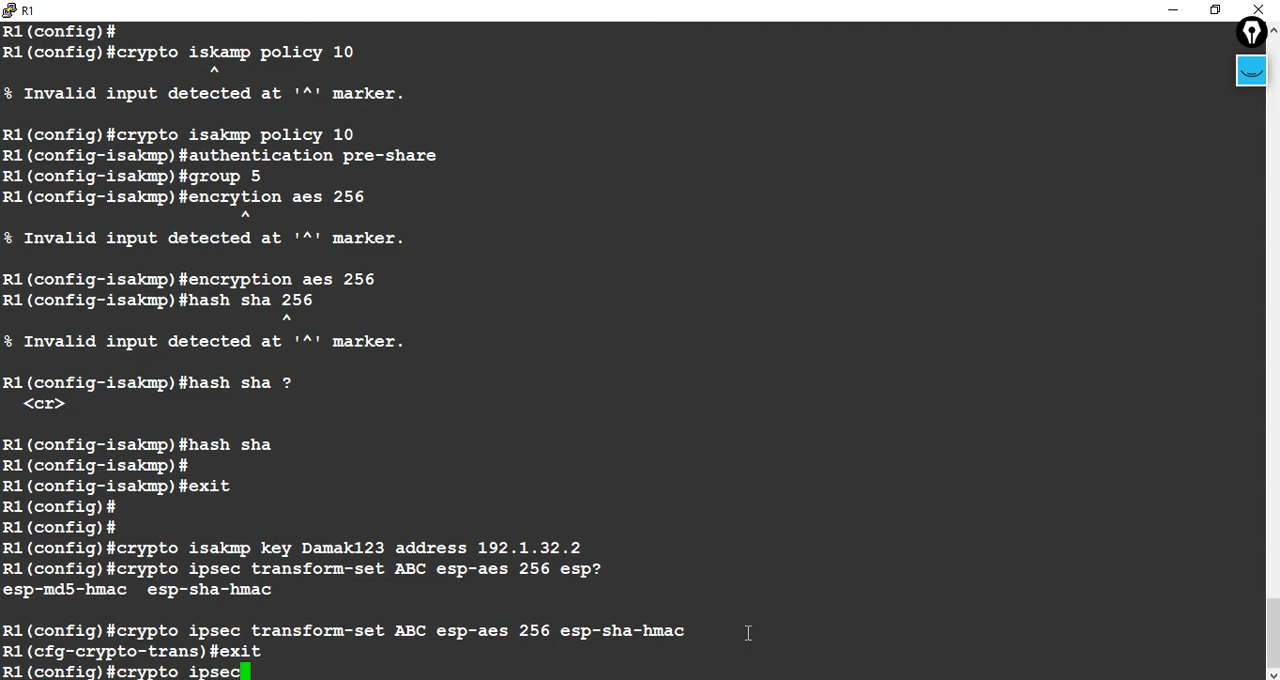 R1
R1(config)#
R1(config)#crypto iskamp policy 10
^
% Invalid input detected at '^' marker.
R1(config)#crypto isakmp policy 10
R1(config-isakmp)#authentication pre-share
R1(config-isakmp)#group 5
R1(config-isakmp)#encrytion aes 256
^
% Invalid input detected at '^' marker.
R1(config-isakmp)#encryption aes 256
R1(config-isakmp)#hash sha 256
^
% Invalid input detected at '^' marker.
R1(config-isakmp)#hash sha ?
<cr>
R1(config-isakmp)#hash sha
R1(config-isakmp)#
R1(config-isakmp)#exit
R1(config)#
R1(config)#
R1(config)#crypto isakmp key Damak123 address 192.1.32.2
R1(config)#crypto ipsec transform-set ABC esp-aes 256 esp?
esp-md5-hmac  esp-sha-hmac
R1(config)#crypto ipsec transform-set ABC esp-aes 256 esp-sha-hmac
R1(cfg-crypto-trans)#exit
R1(config)#crypto ipsec